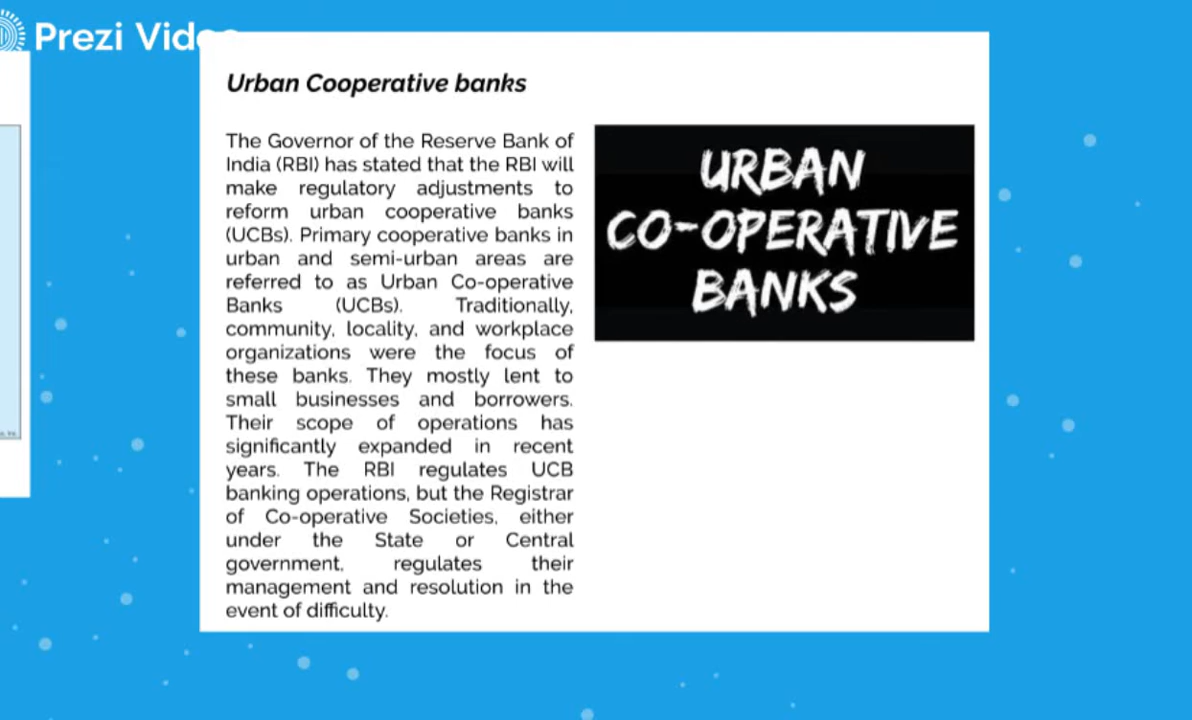 Prezi Video
Urban Cooperative banks
The Governor of the Reserve Bank of
India (RBI) has stated that the RBI will
make regulatory adjustments to
reform urban cooperative banks
(UCBs). Primary cooperative banks in
urban and semi-urban areas are
referred to as Urban Co-operative
Banks (UCBs). Traditionally,
community, locality, and workplace
organizations were the focus of
these banks. They mostly lent to
small businesses and borrowers.
Their scope of operations has
significantly expanded in recent
years. The RBI regulates UCB
banking operations, but the Registrar
of Co-operative Societies, either
under the State or Central
government, regulates their
management and resolution in the
event of difficulty.
URBAN
CO-OPERATIVE
BANKS